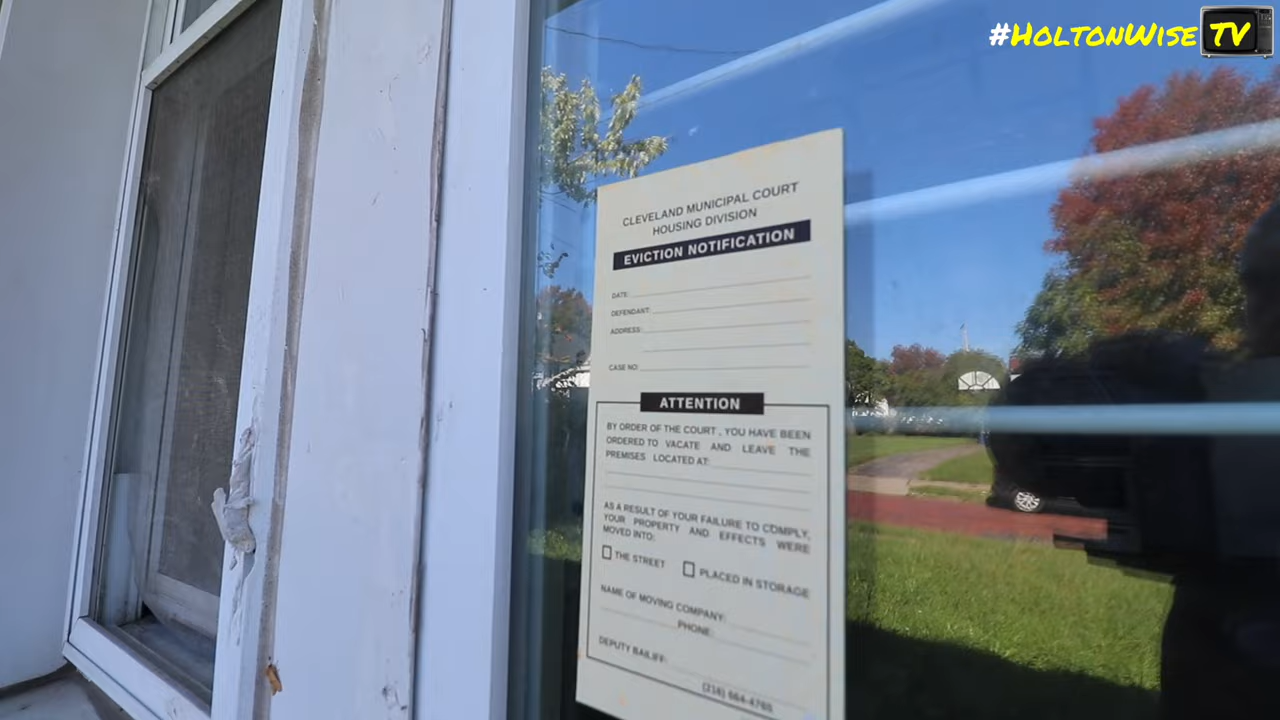 #HoltonWise TV
CLEVELAND MUNICIPAL COURT
HOUSING DIVISION
EVICTION NOTIFICATION
DATE:
DEFENDANT:
ADDRESS:
CASE NO:
ATTENTION
BY ORDER OF THE COURT , YOU HAVE BEEN
ORDERED TO VACATE AND LEAVE THE
PREMISES LOCATED AT:
AS A RESULT OF YOUR FAILURE TO COMPLY,
YOUR PROPERTY AND EFFECTS WERE
MOVED INTO:
THE STREET PLACED IN STORAGE
NAME OF MOVING COMPANY:
PHONE:
DEPUTY BAILIFF:
(216) 664-4765